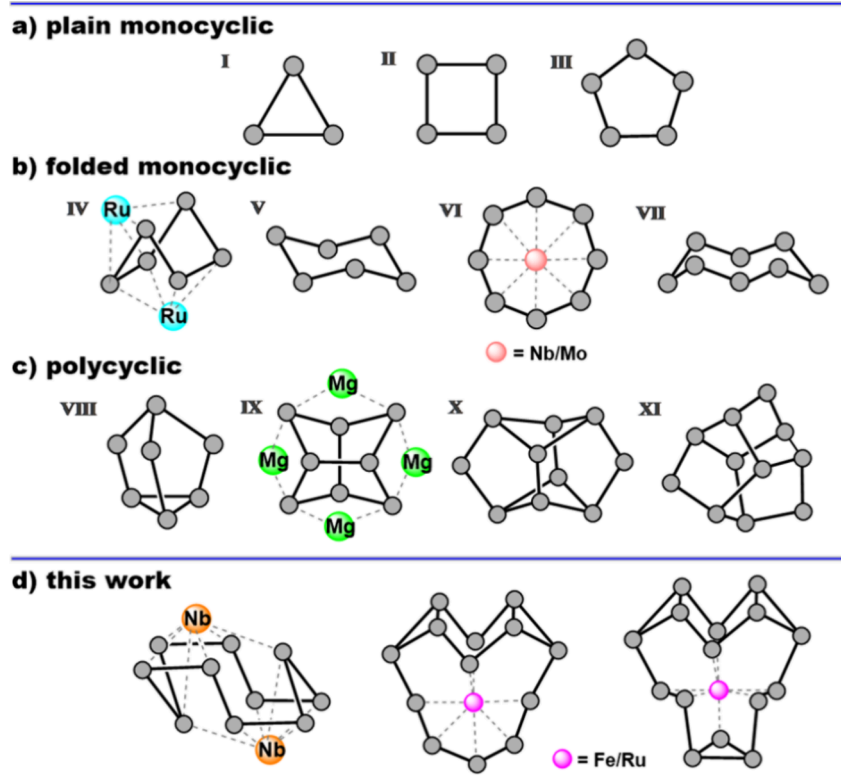 a) plain monocyclic
I II III
b) folded monocyclic
IV Ru V VI VII
Ru
= Nb/Mo
c) polycyclic
VIII IX Mg X XI
Mg Mg
Mg
d) this work
Nb
Nb
= Fe/Ru